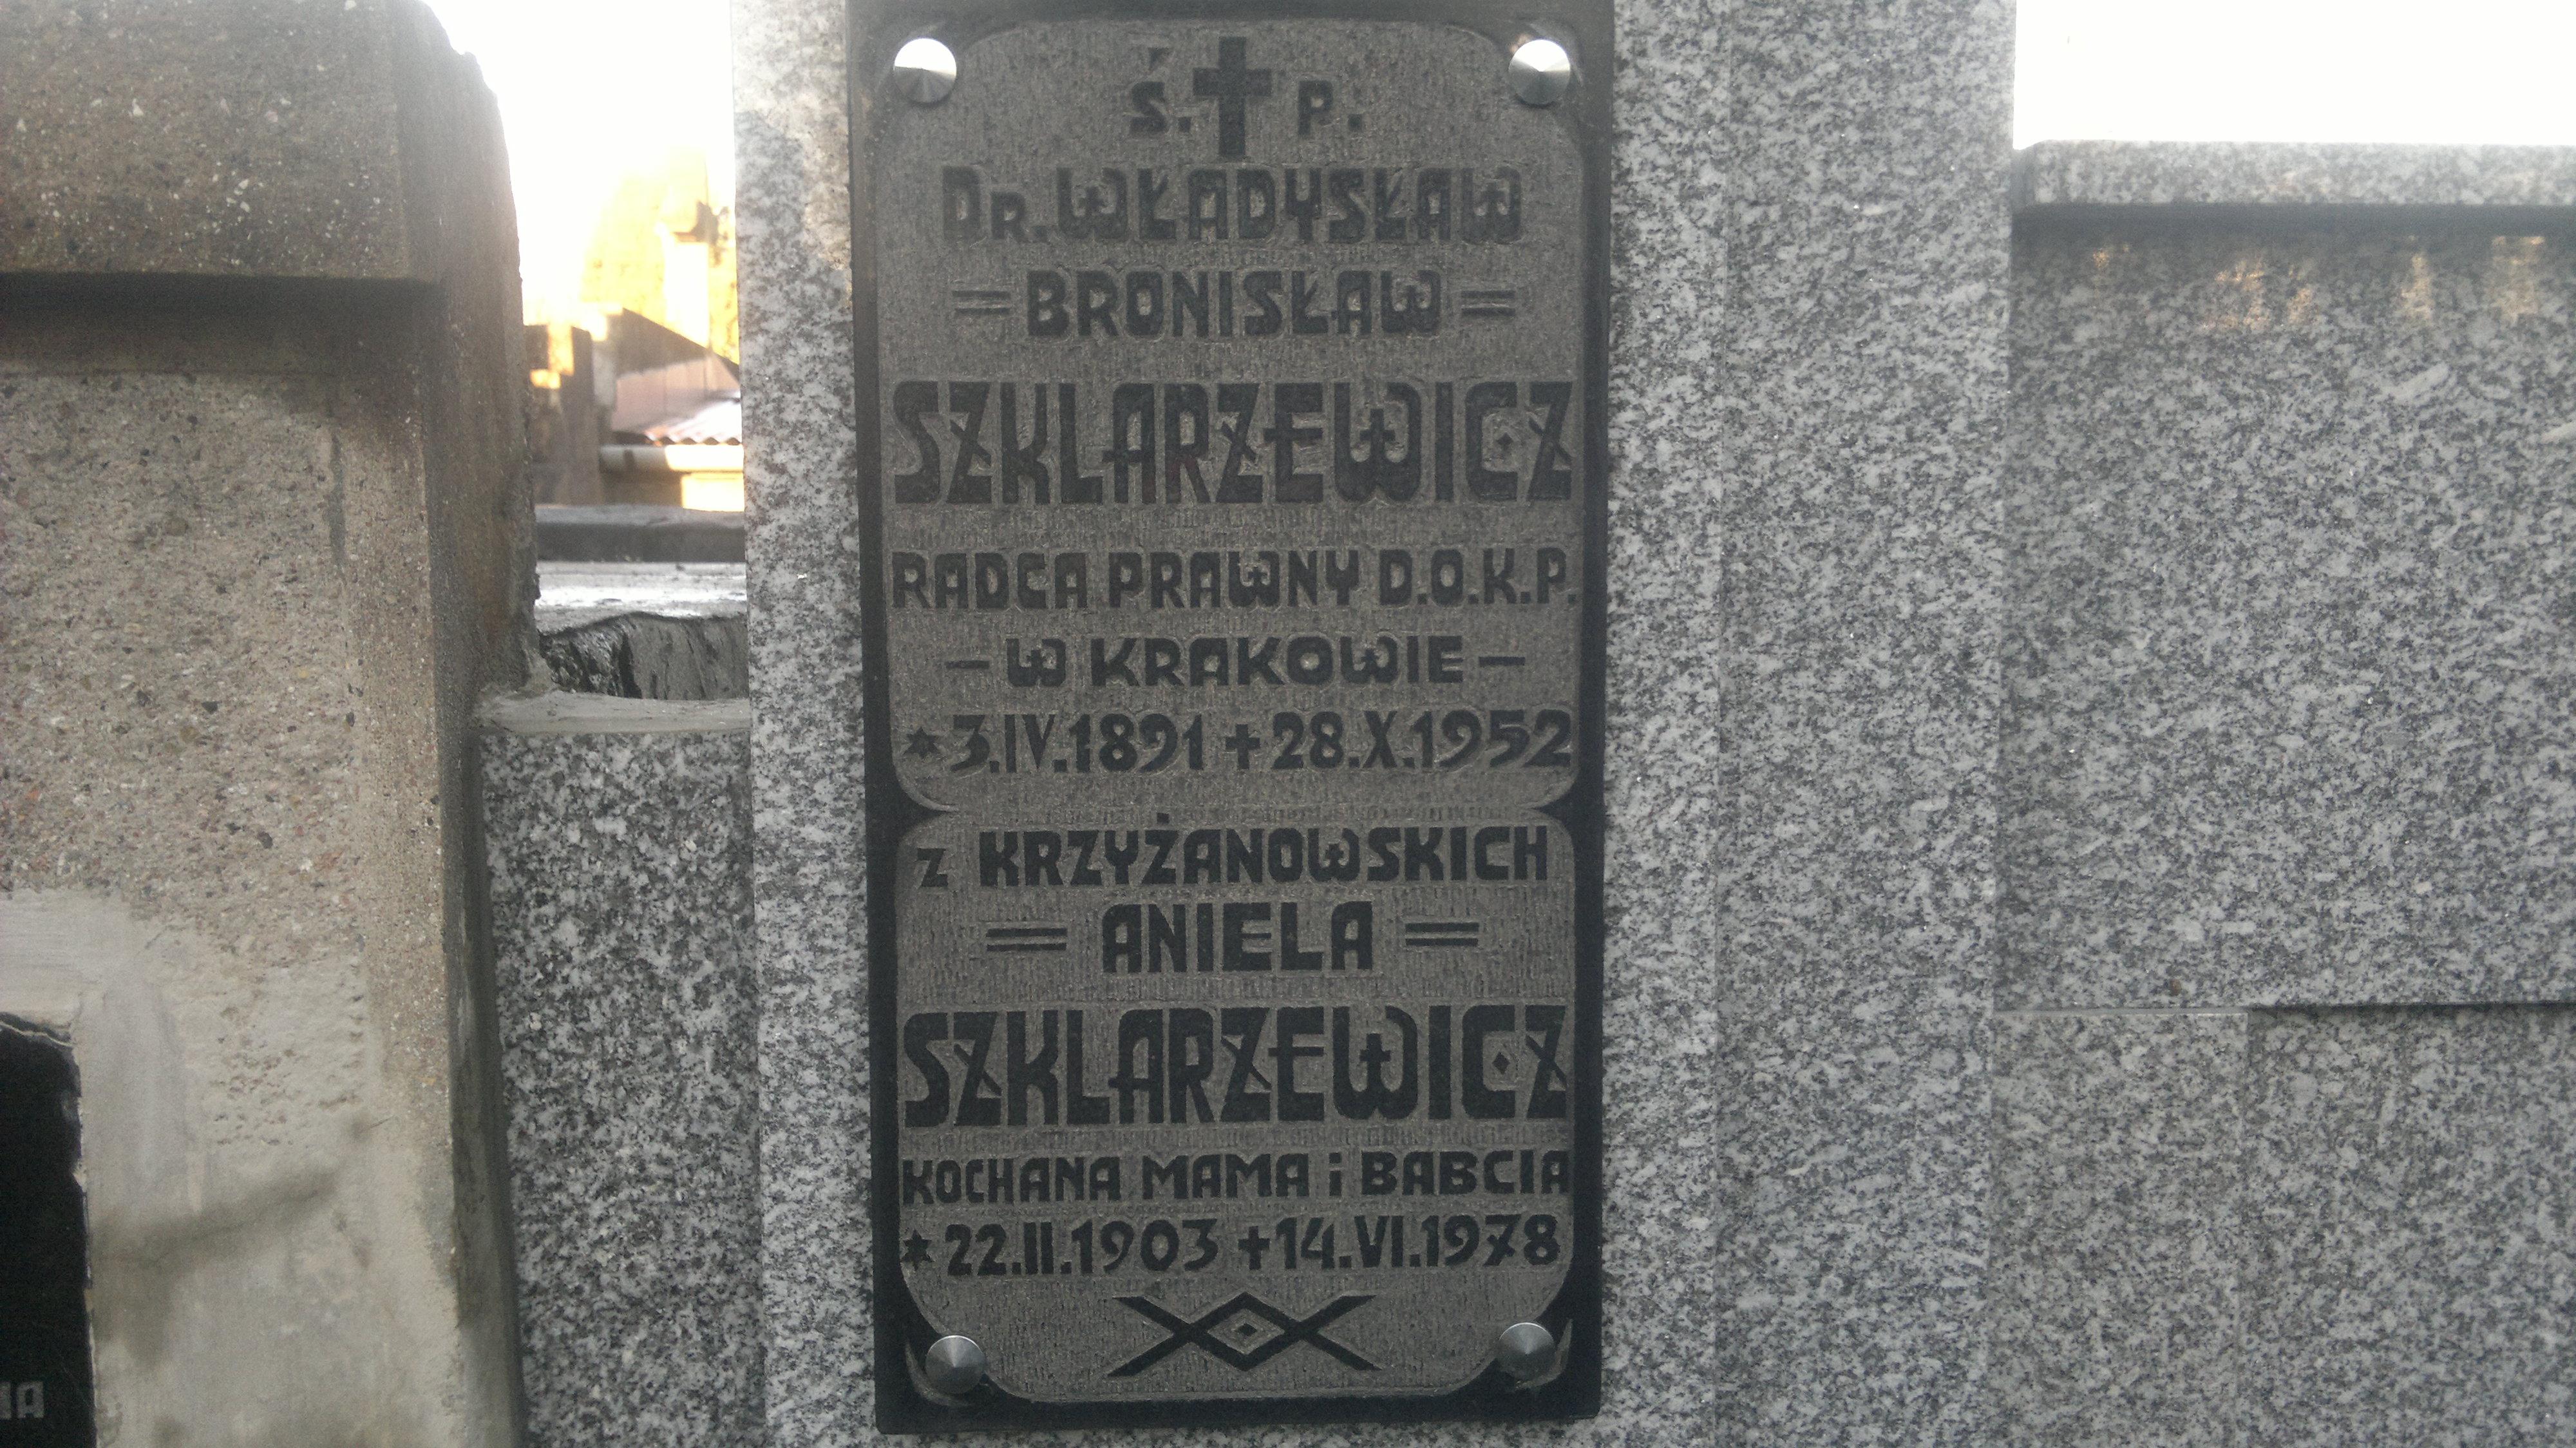 Ś. P.
DR. WŁADYSŁAW
= BRONISŁAW =
SZKLARZEWICZ
RADCA PRAWNY D.O.K.P.
– W KRAKOWIE –
* 3.IV.1891 + 28.X.1952
Z KRZYŻANOWSKICH
= ANIELA =
SZKLARZEWICZ
KOCHANA MAMA i BABCIA
* 22.II.1903 + 14.VI.1978